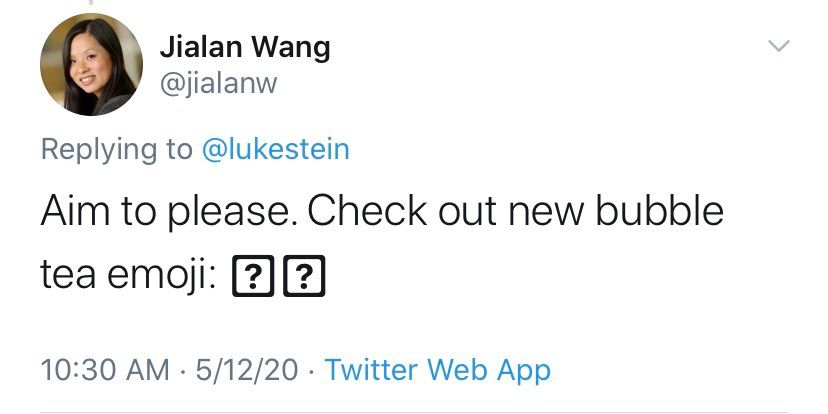 Jialan Wang
@jialanw
Replying to @lukestein
Aim to please. Check out new bubble
tea emoji: ⍰⍰
10:30 AM · 5/12/20 · Twitter Web App